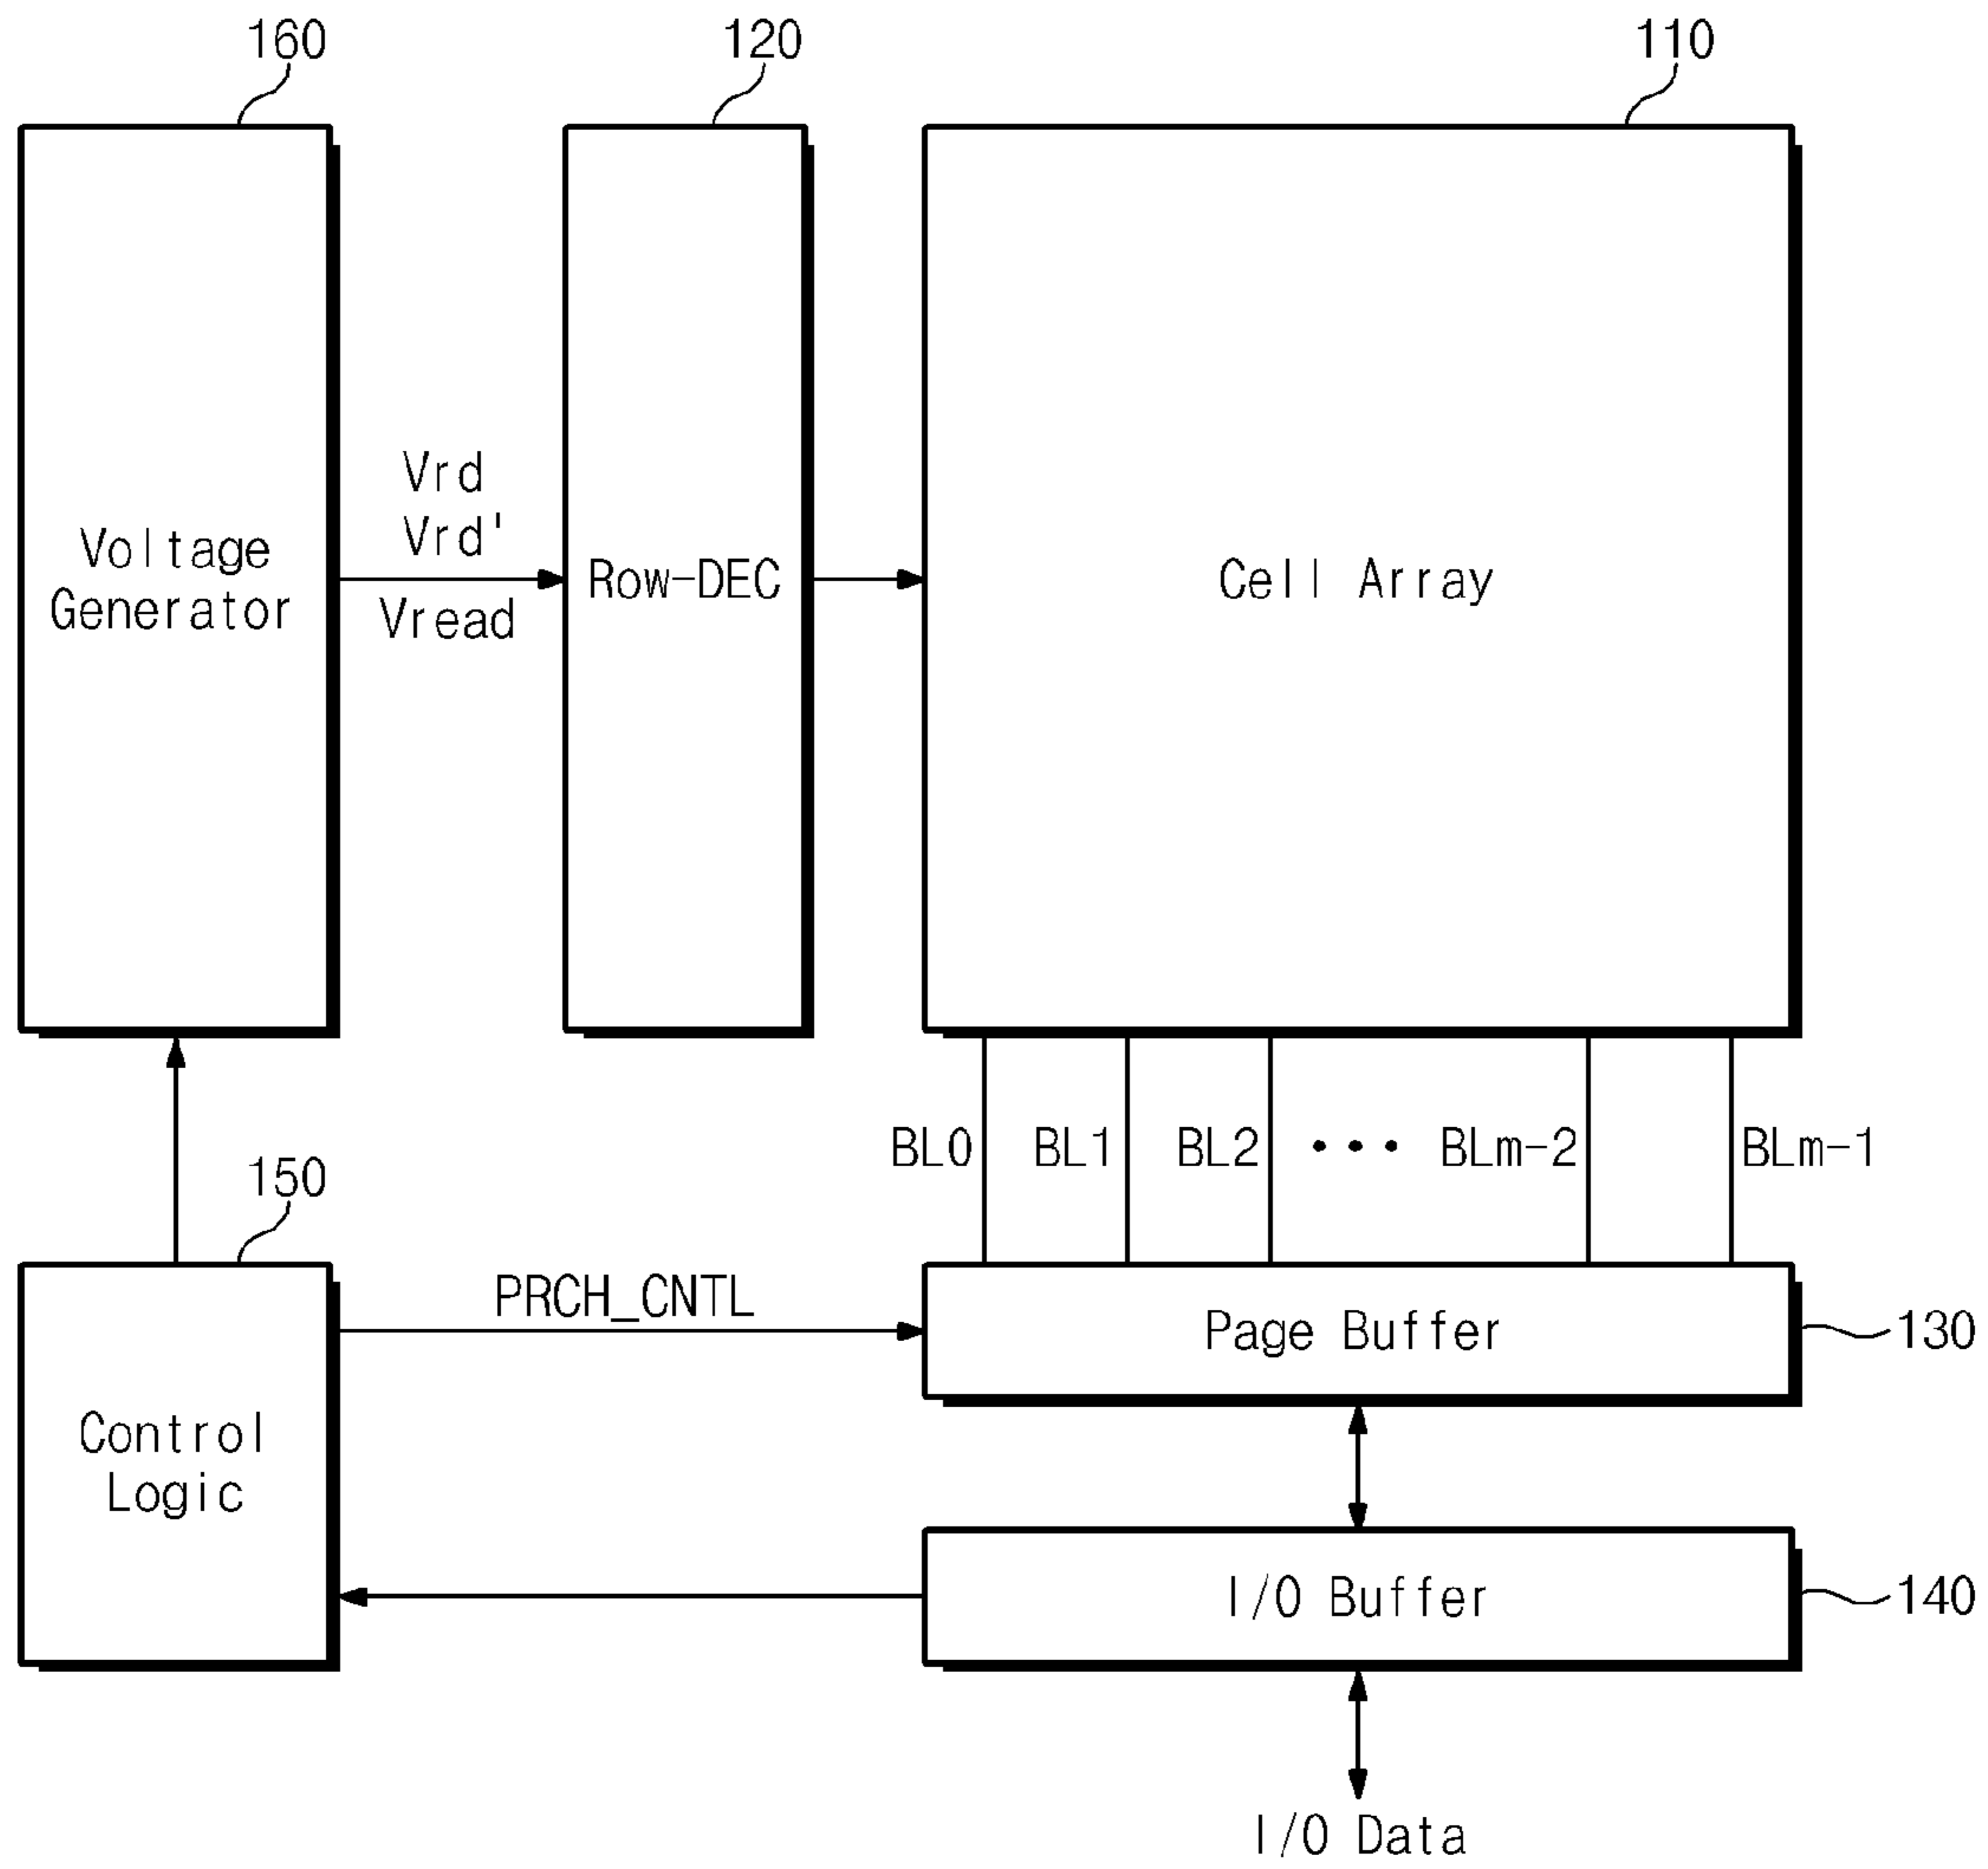 160
120
110
Vrd
Vrd'
Vread
Voltage
Generator
Row-DEC
Cell Array
BL0
BL1
BL2
•••
BLm-2
BLm-1
150
PRCH_CNTL
Page Buffer
130
Control
Logic
I/O Buffer
140
I/O Data